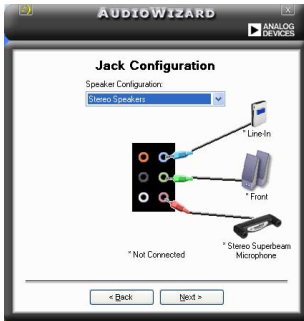 AUDIOWIZARD
ANALOG
DEVICES
Jack Configuration
Speaker Configuration:
Stereo Speakers
* Line-In
* Front
* Stereo Superbeam
Microphone
* Not Connected
< Back
Next >